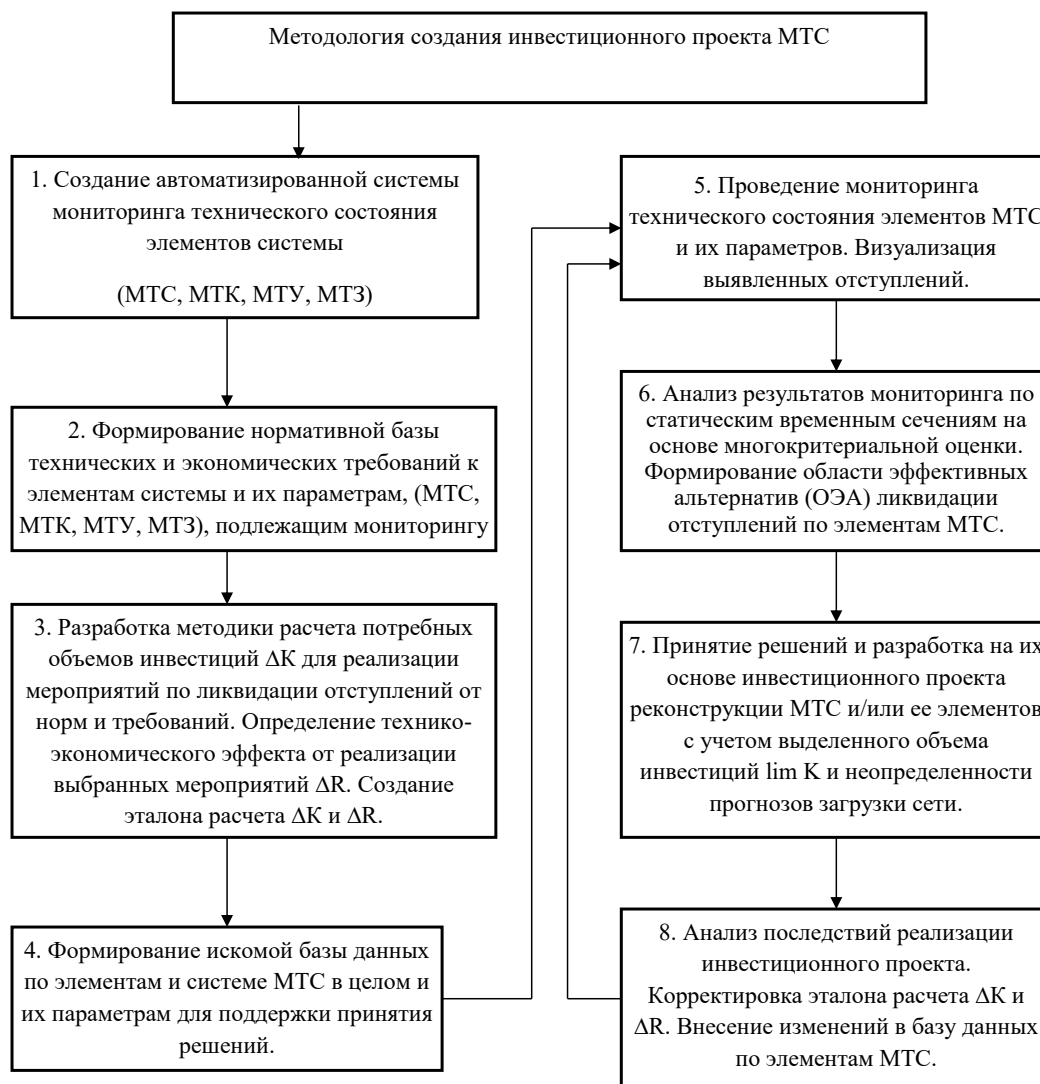 Методология создания инвестиционного проекта МТС
1. Создание автоматизированной системы
мониторинга технического состояния
элементов системы
(МТС, МТК, МТУ, МТЗ)
2. Формирование нормативной базы
технических и экономических требований к
элементам системы и их параметрам, (МТС,
МТК, МТУ, МТЗ), подлежащим мониторингу
3. Разработка методики расчета потребных
объемов инвестиций ΔК для реализации
мероприятий по ликвидации отступлений от
норм и требований. Определение технико-
экономического эффекта от реализации
выбранных мероприятий ΔR. Создание
эталона расчета ΔК и ΔR.
4. Формирование искомой базы данных
по элементам и системе МТС в целом и
их параметрам для поддержки принятия
решений.
5. Проведение мониторинга
технического состояния элементов МТС
и их параметров. Визуализация
выявленных отступлений.
6. Анализ результатов мониторинга по
статическим временным сечениям на
основе многокритериальной оценки.
Формирование области эффективных
альтернатив (ОЭА) ликвидации
отступлений по элементам МТС.
7. Принятие решений и разработка на их
основе инвестиционного проекта
реконструкции МТС и/или ее элементов
с учетом выделенного объема
инвестиций lim K и неопределенности
прогнозов загрузки сети.
8. Анализ последствий реализации
инвестиционного проекта.
Корректировка эталона расчета ΔК и
ΔR. Внесение изменений в базу данных
по элементам МТС.